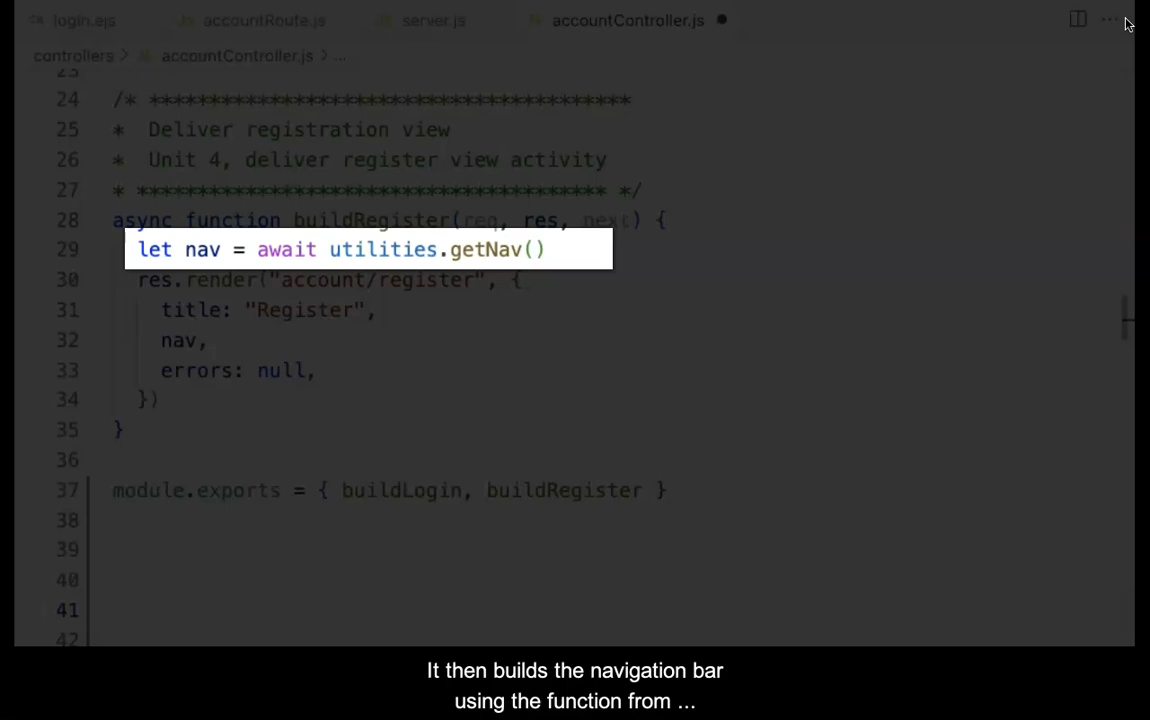 login.ejs accountRoute.js server.js accountController.js
controllers > accountController.js > ...
23
24 /* ****************************************
25 * Deliver registration view
26 * Unit 4, deliver register view activity
27 * *************************************** */
28 async function buildRegister(req, res, next) {
29 let nav = await utilities.getNav()
30 res.render("account/register", {
31 title: "Register",
32 nav,
33 errors: null,
34 })
35 }
36
37 module.exports = { buildLogin, buildRegister }
38
39
40
41
42
It then builds the navigation bar
using the function from ...